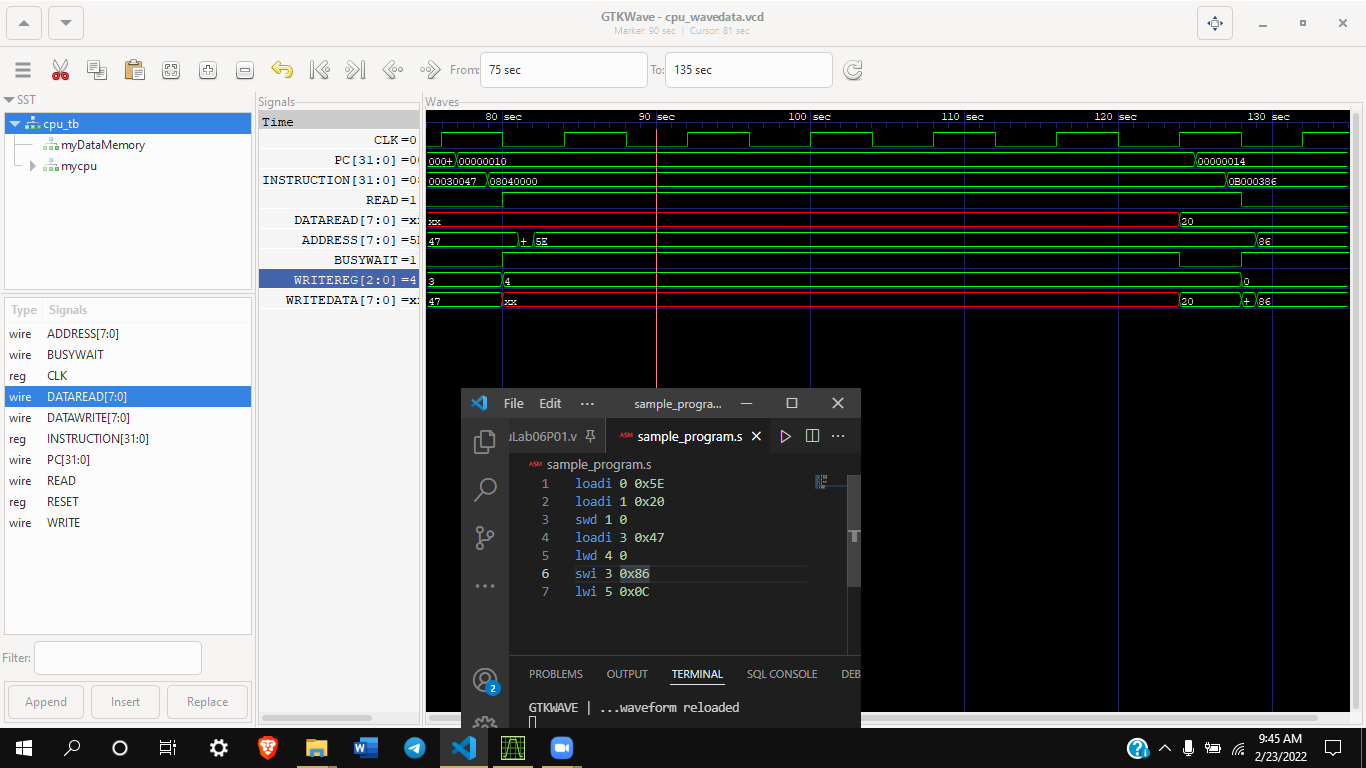 GTKWave - cpu_wavedata.vcd
Marker: 90 sec | Cursor: 81 sec
From: 75 sec To: 135 sec
SST
cpu_tb
myDataMemory
mycpu
Type Signals
wire ADDRESS[7:0]
wire BUSYWAIT
reg CLK
wire DATAREAD[7:0]
wire DATAWRITE[7:0]
reg INSTRUCTION[31:0]
wire PC[31:0]
wire READ
reg RESET
wire WRITE
Filter:
Append Insert Replace
Signals
Time
CLK =0
PC[31:0] =00
INSTRUCTION[31:0] =08
READ =1
DATAREAD[7:0] =xx
ADDRESS[7:0] =5E
BUSYWAIT =1
WRITEREG[2:0] =4
WRITEDATA[7:0] =xx
Waves
80 sec 90 sec 100 sec 110 sec 120 sec 130 sec
000+ 00000010 00000014
00030047 08040000 0B000386
xx 20
47 + 5E 86
3 4 0
47 xx 20 + 86
File Edit ··· sample_progra...
uLab06P01.v ASM sample_program.s
ASM sample_program.s
1 loadi 0 0x5E
2 loadi 1 0x20
3 swd 1 0
4 loadi 3 0x47
5 lwd 4 0
6 swi 3 0x86
7 lwi 5 0x0C
PROBLEMS OUTPUT TERMINAL SQL CONSOLE DEB
GTKWAVE | ...waveform reloaded
2
9:45 AM
2/23/2022